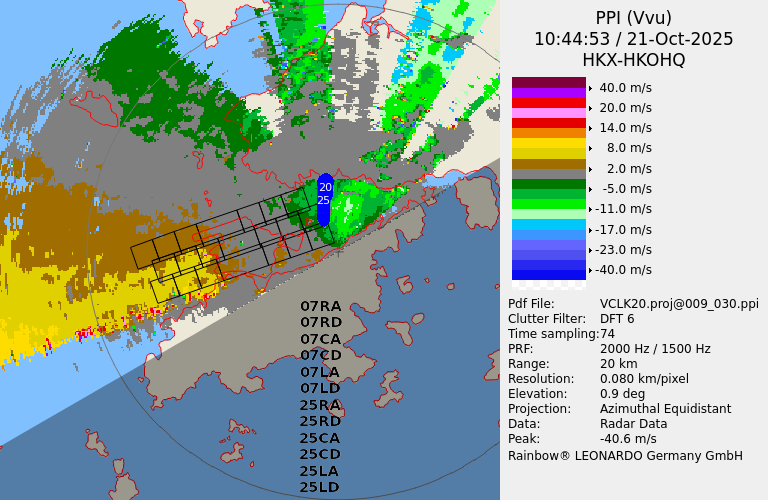 PPI (Vvu)
10:44:53 / 21-Oct-2025
HKX-HKOHQ
40.0 m/s
20.0 m/s
14.0 m/s
8.0 m/s
2.0 m/s
-5.0 m/s
-11.0 m/s
-17.0 m/s
-23.0 m/s
-40.0 m/s
Pdf File: VCLK20.proj@009_030.ppi
Clutter Filter: DFT 6
Time sampling:74
PRF: 2000 Hz / 1500 Hz
Range: 20 km
Resolution: 0.080 km/pixel
Elevation: 0.9 deg
Projection: Azimuthal Equidistant
Data: Radar Data
Peak: -40.6 m/s
Rainbow® LEONARDO Germany GmbH
20
25
07RA
07RD
07CA
07CD
07LA
07LD
25RA
25RD
25CA
25CD
25LA
25LD